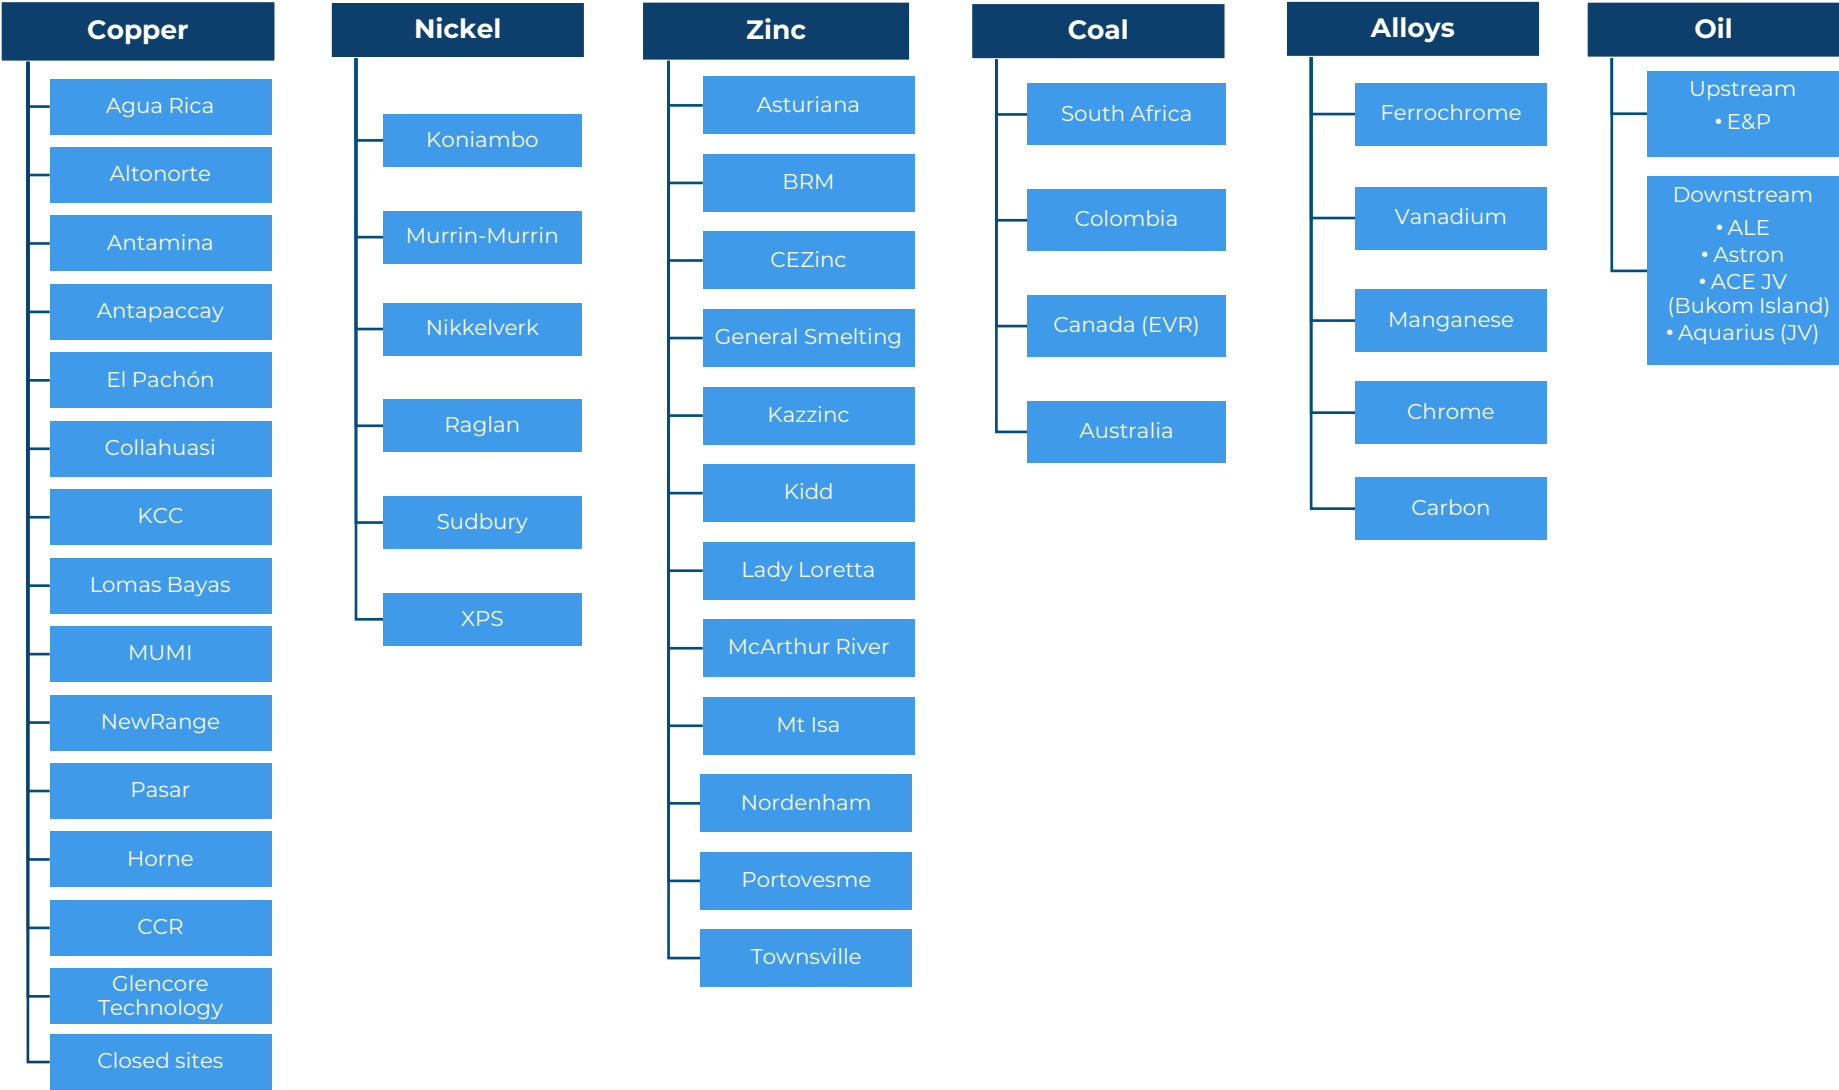 Copper
Agua Rica
Altonorte
Antamina
Antapaccay
El Pachón
Collahuasi
KCC
Lomas Bayas
MUMI
NewRange
Pasar
Horne
CCR
Glencore
Technology
Closed sites
Nickel
Koniambo
Murrin-Murrin
Nikkelverk
Raglan
Sudbury
XPS
Zinc
Asturiana
BRM
CEZinc
General Smelting
Kazzinc
Kidd
Lady Loretta
McArthur River
Mt Isa
Nordenham
Portovesme
Townsville
Coal
South Africa
Colombia
Canada (EVR)
Australia
Alloys
Ferrochrome
Vanadium
Manganese
Chrome
Carbon
Oil
Upstream
• E&P
Downstream
• ALE
• Astron
• ACE JV
(Bukom Island)
• Aquarius (JV)